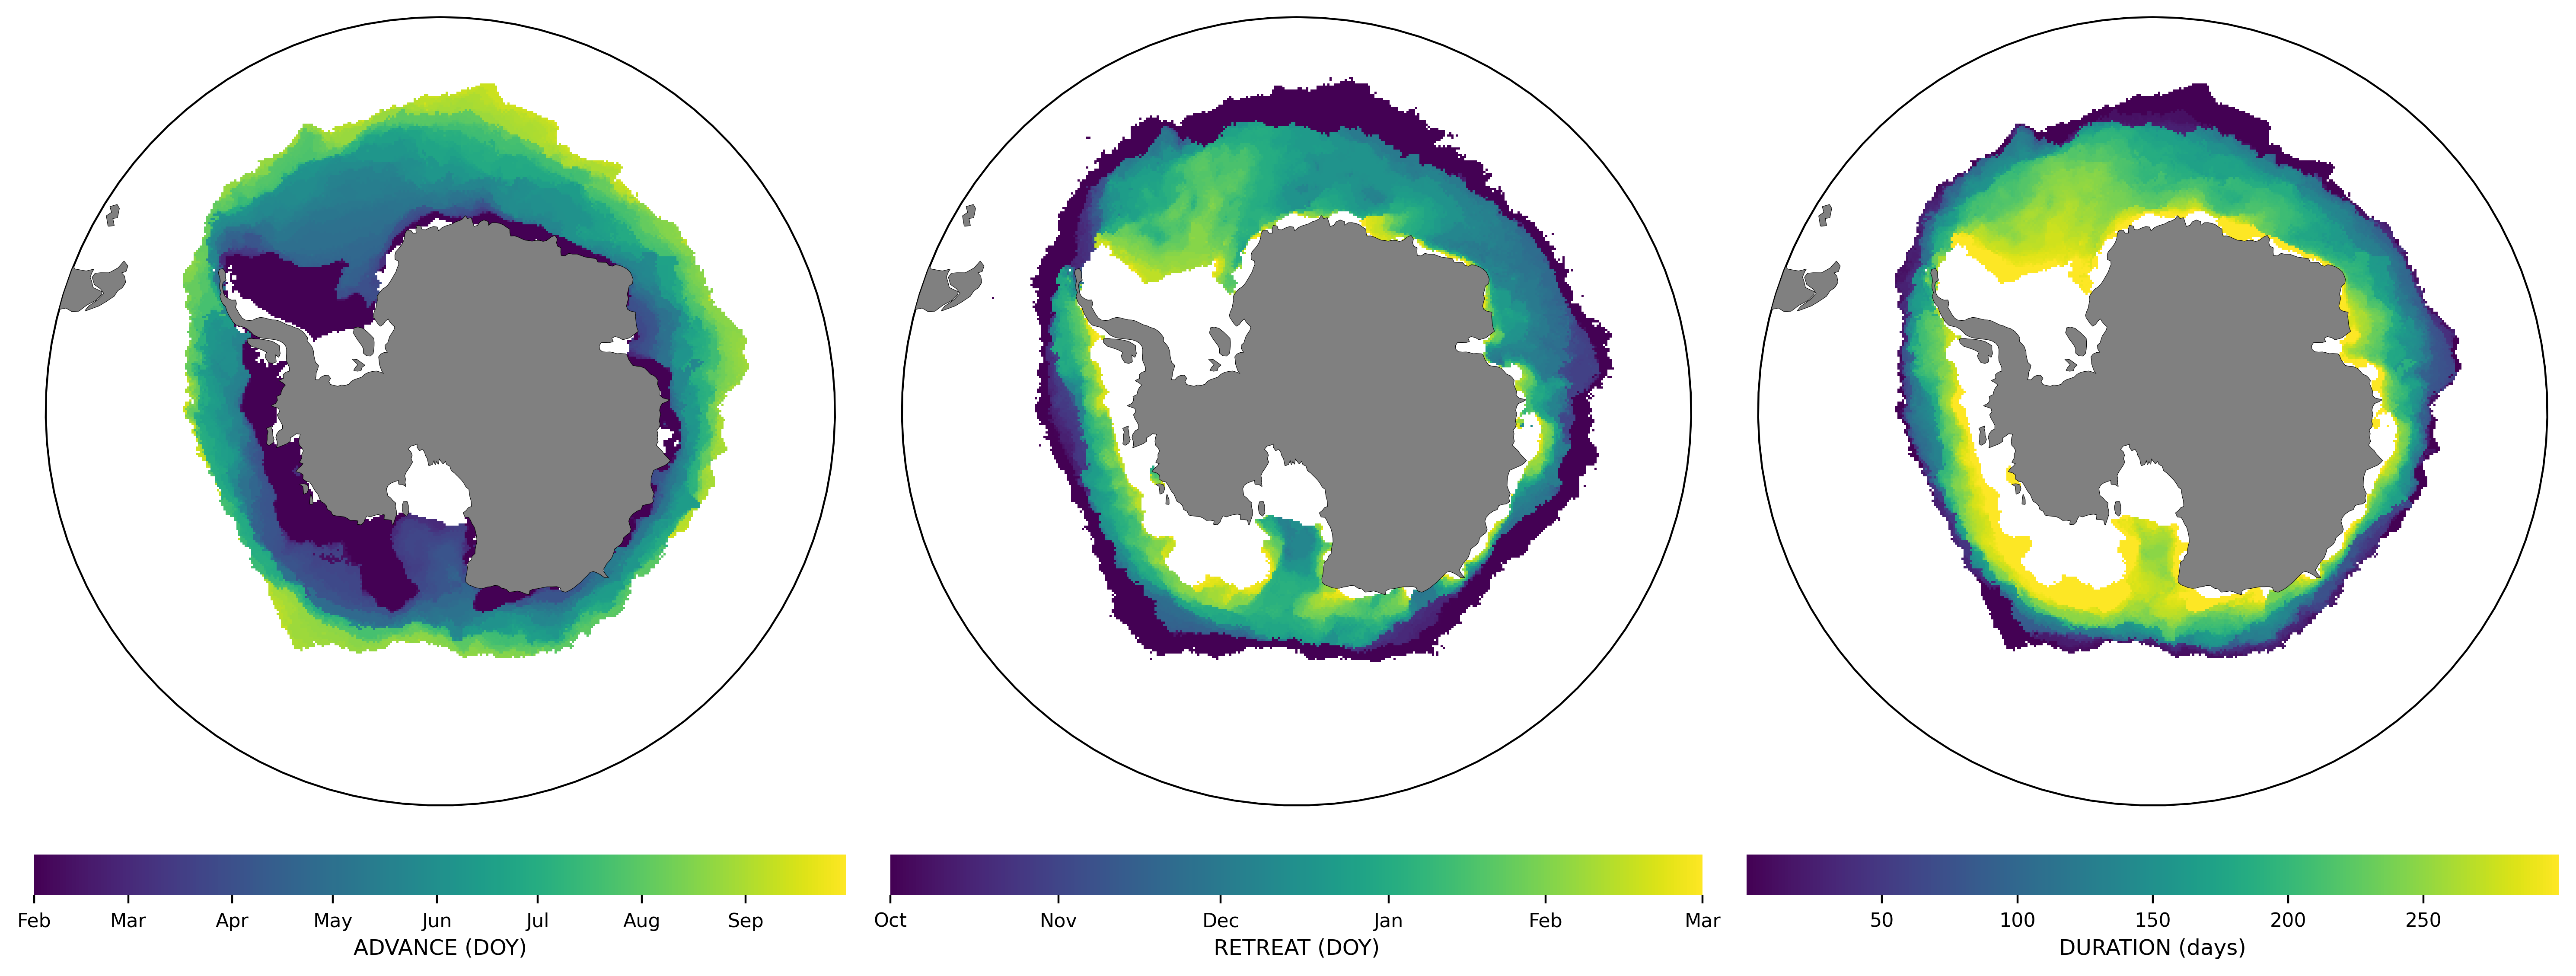 Feb Mar Apr May Jun Jul Aug Sep
ADVANCE (DOY)
Oct Nov Dec Jan Feb Mar
RETREAT (DOY)
50 100 150 200 250
DURATION (days)